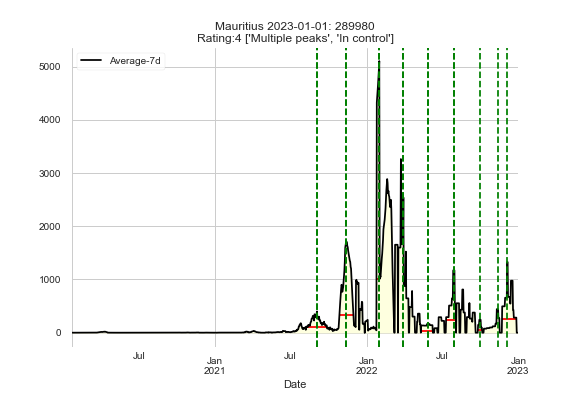 Mauritius 2023-01-01: 289980
Rating:4 ['Multiple peaks', 'In control']
Average-7d
5000
4000
3000
2000
1000
0
Jul
Jan
2021
Jul
Jan
2022
Jul
Jan
2023
Date